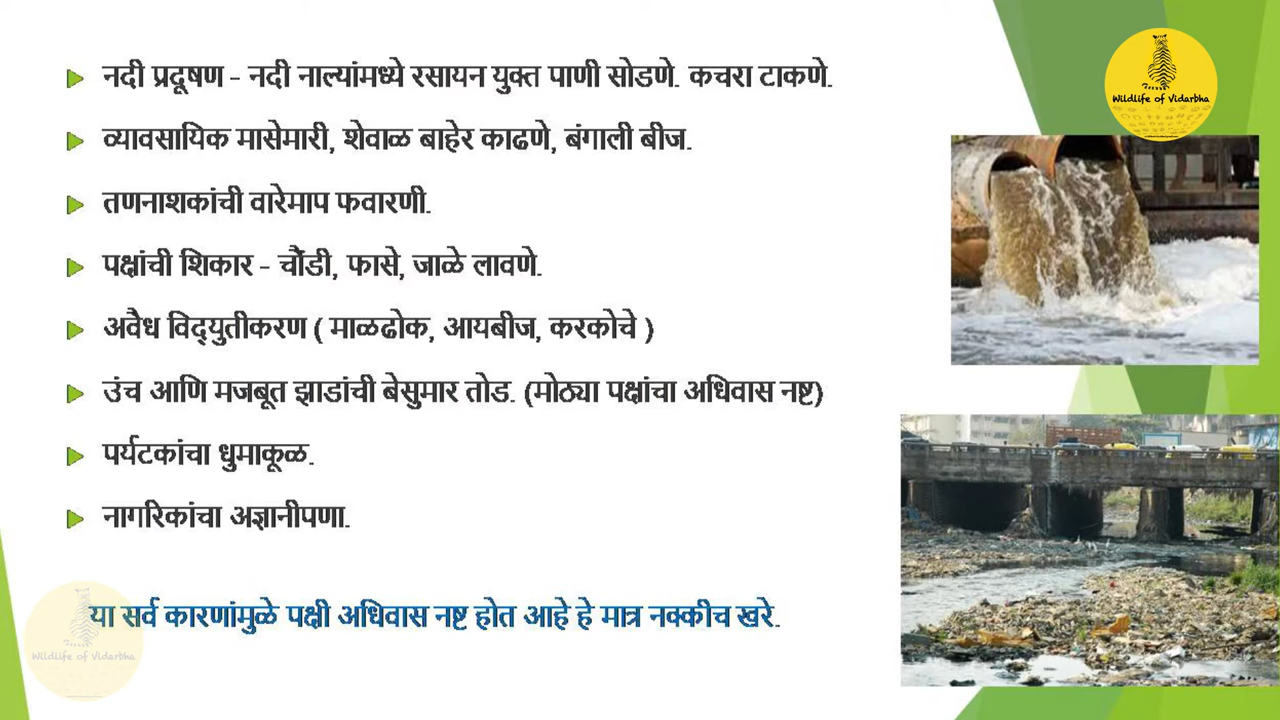 नदी प्रदूषण – नदी नाल्यांमध्ये रसायन युक्त पाणी सोडणे. कचरा टाकणे.
व्यावसायिक मासेमारी, शेवाळ बाहेर काढणे, बंगाली बीज.
तणनाशकांची वारेमाप फवारणी.
पक्षांची शिकार – चौंडी, फासे, जाळे लावणे.
अवैध विद्युतीकरण ( माळढोक, आयबीज, करकोचे )
उंच आणि मजबूत झाडांची बेसुमार तोड. (मोठ्या पक्षांचा अधिवास नष्ट)
पर्यटकांचा धुमाकूळ.
नागरिकांचा अज्ञानीपणा.
या सर्व कारणांमुळे पक्षी अधिवास नष्ट होत आहे हे मात्र नक्कीच खरे.
Wildlife of Vidarbha
Wildlife of Vidarbha